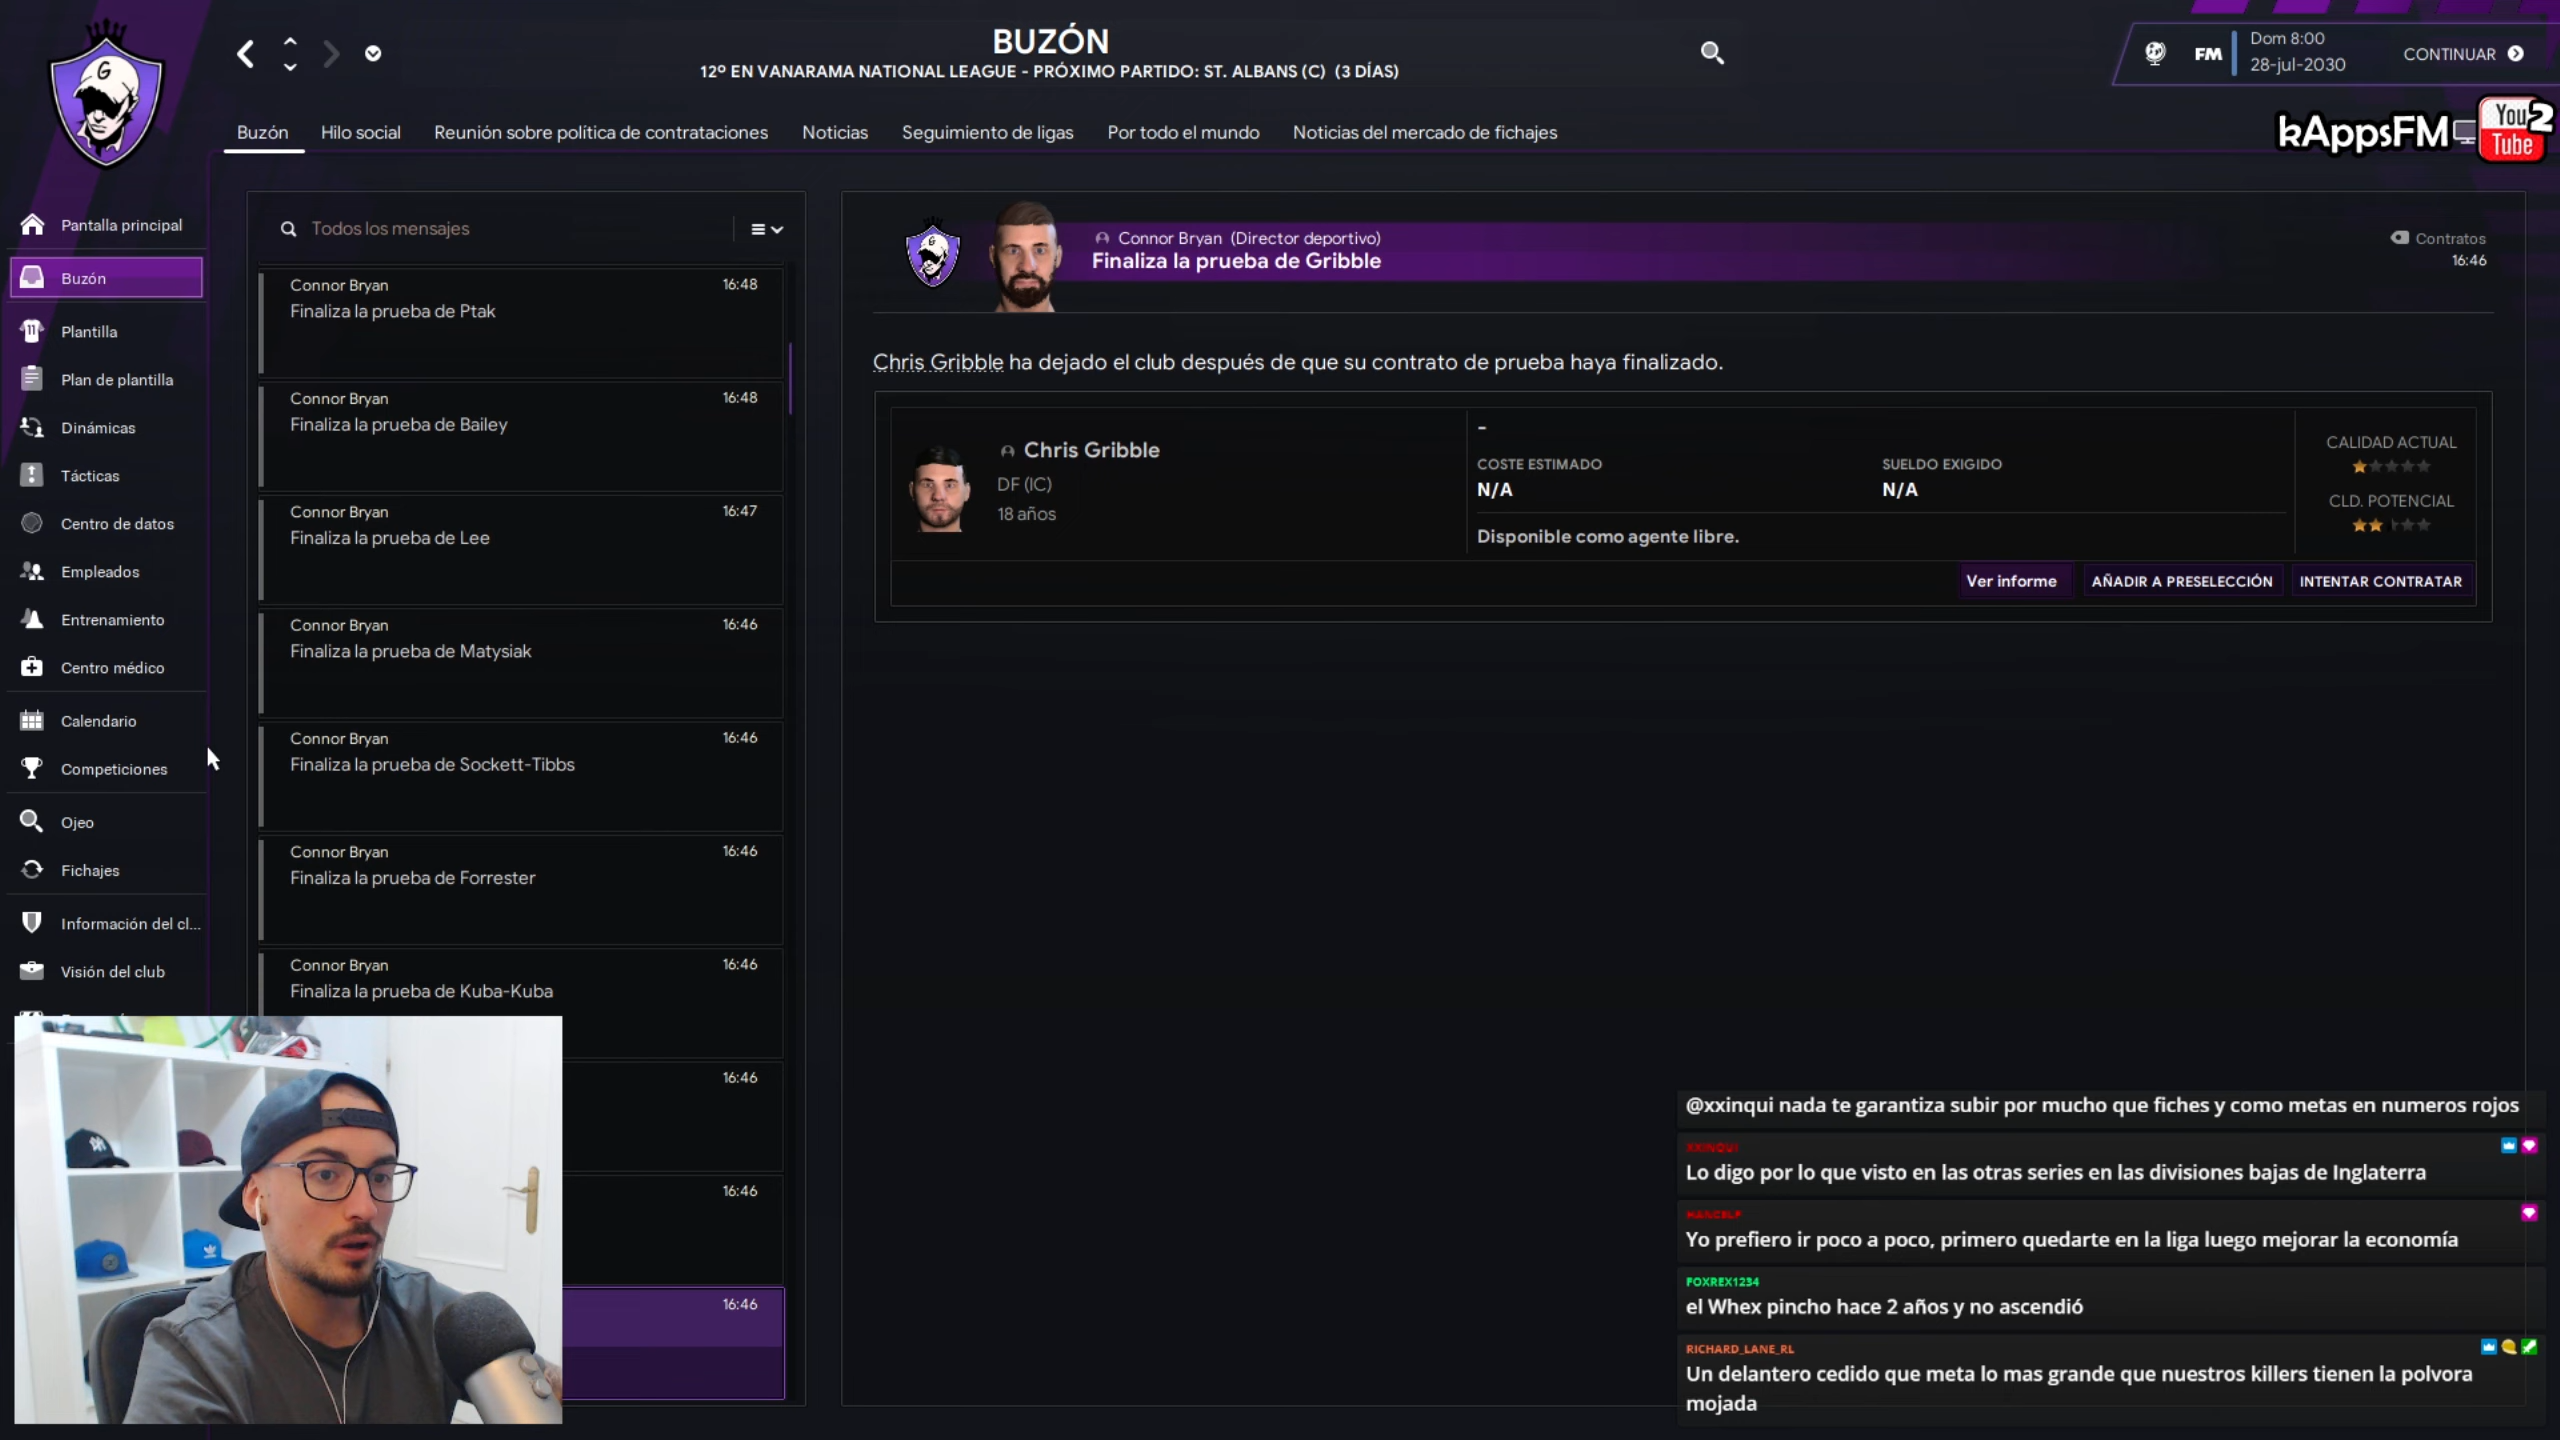 BUZÓN
12º EN VANARAMA NATIONAL LEAGUE - PRÓXIMO PARTIDO: ST. ALBANS (C) (3 DÍAS)
FM
Dom 8:00
28-jul-2030
CONTINUAR
Buzón
Hilo social
Reunión sobre política de contrataciones
Noticias
Seguimiento de ligas
Por todo el mundo
Noticias del mercado de fichajes
kAppsFM
You2
Tube
Pantalla principal
Buzón
Plantilla
Plan de plantilla
Dinámicas
Tácticas
Centro de datos
Empleados
Entrenamiento
Centro médico
Calendario
Competiciones
Ojeo
Fichajes
Información del cl...
Visión del club
Todos los mensajes
Connor Bryan 16:48
Finaliza la prueba de Ptak
Connor Bryan 16:48
Finaliza la prueba de Bailey
Connor Bryan 16:47
Finaliza la prueba de Lee
Connor Bryan 16:46
Finaliza la prueba de Matysiak
Connor Bryan 16:46
Finaliza la prueba de Sockett-Tibbs
Connor Bryan 16:46
Finaliza la prueba de Forrester
Connor Bryan 16:46
Finaliza la prueba de Kuba-Kuba
16:46
16:46
16:46
Connor Bryan (Director deportivo)
Finaliza la prueba de Gribble
Contratos
16:46
Chris Gribble ha dejado el club después de que su contrato de prueba haya finalizado.
Chris Gribble
DF (IC)
18 años
-
COSTE ESTIMADO
N/A
SUELDO EXIGIDO
N/A
Disponible como agente libre.
CALIDAD ACTUAL
CLD. POTENCIAL
Ver informe
AÑADIR A PRESELECCIÓN
INTENTAR CONTRATAR
@xxinqui nada te garantiza subir por mucho que fiches y como metas en numeros rojos
XXINQUI
Lo digo por lo que visto en las otras series en las divisiones bajas de Inglaterra
Yo prefiero ir poco a poco, primero quedarte en la liga luego mejorar la economía
FOXREX1234
el Whex pincho hace 2 años y no ascendió
RICHARD_LANE_RL
Un delantero cedido que meta lo mas grande que nuestros killers tienen la polvora
mojada